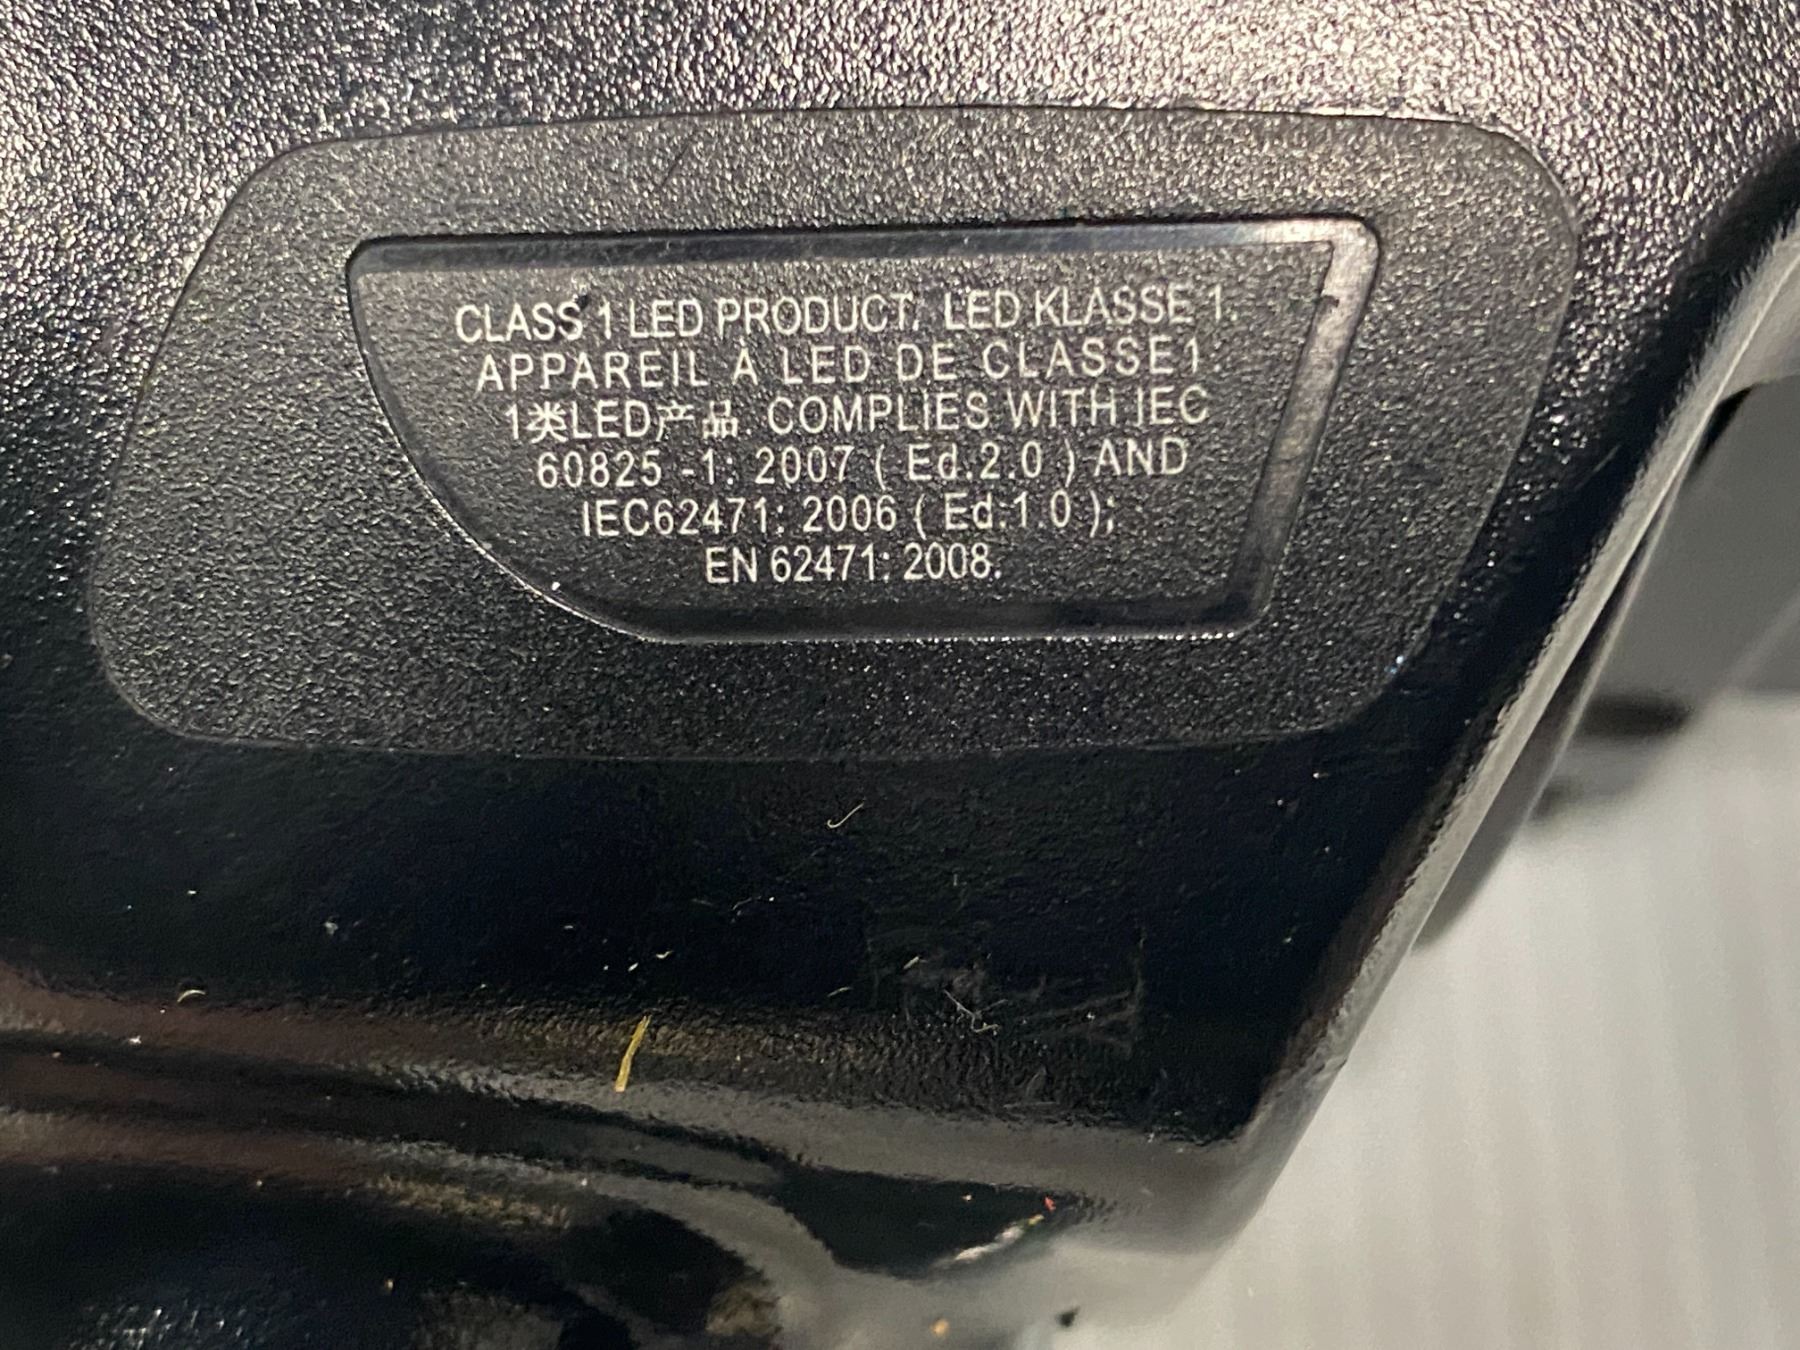 CLASS 1 LED PRODUCT. LED KLASSE 1.
APPAREIL À LED DE CLASSE1
1类LED产品. COMPLIES WITH IEC
60825 -1: 2007 ( Ed.2.0 ) AND
IEC62471: 2006 ( Ed:1.0 );
EN 62471: 2008.